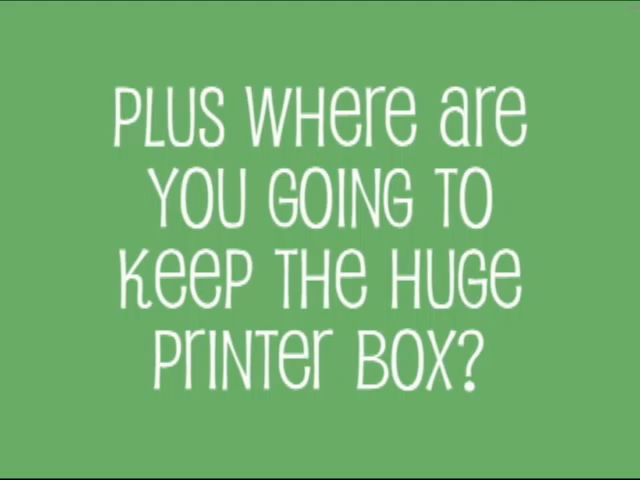 PLUS WHere are
YOU GOING TO
KeeP THE HUGE
PrINTer BOX?